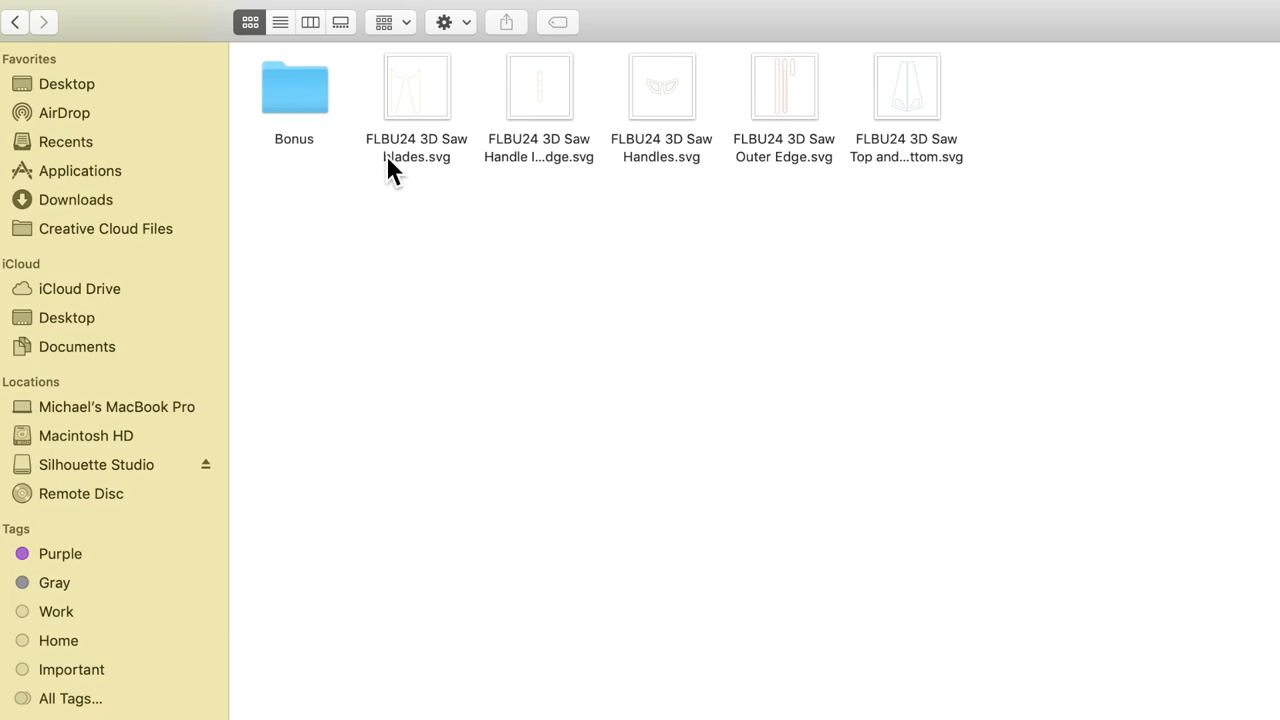 Favorites
Desktop
AirDrop
Recents
Applications
Downloads
Creative Cloud Files
iCloud
iCloud Drive
Desktop
Documents
Locations
Michael's MacBook Pro
Macintosh HD
Silhouette Studio
Remote Disc
Tags
Purple
Gray
Work
Home
Important
All Tags...
Bonus
FLBU24 3D Saw
blades.svg
FLBU24 3D Saw
Handle I...dge.svg
FLBU24 3D Saw
Handles.svg
FLBU24 3D Saw
Outer Edge.svg
FLBU24 3D Saw
Top and...ttom.svg